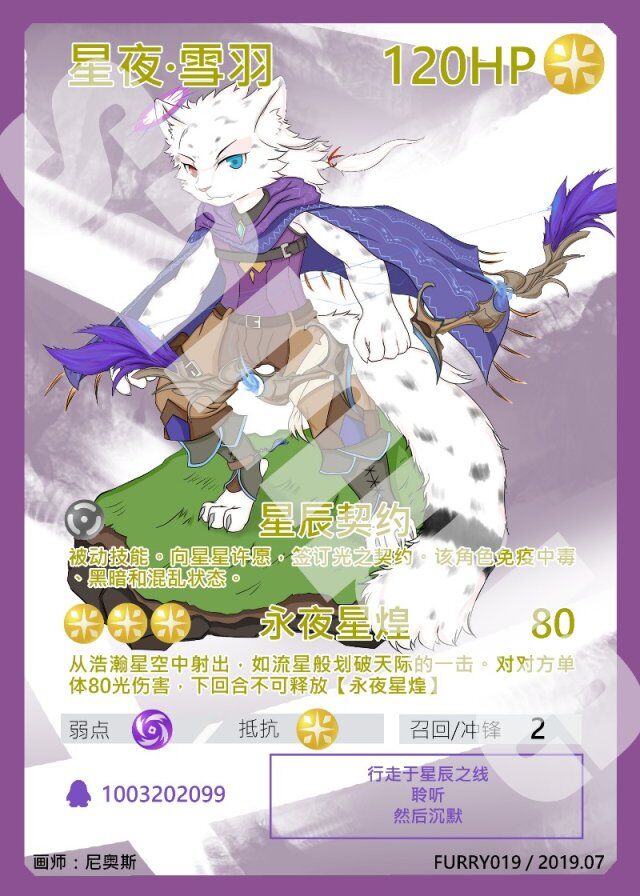 星夜·雪羽
120HP
星辰契约
被动技能。向星星许愿，签订光之契约。该角色免疫中毒
、黑暗和混乱状态。
永夜星煌 80
从浩瀚星空中射出，如流星般划破天际的一击。对对方单
体80光伤害，下回合不可释放【永夜星煌】
弱点 抵抗 召回/冲锋 2
1003202099
行走于星辰之线
聆听
然后沉默
画师：尼奥斯
FURRY019 / 2019.07